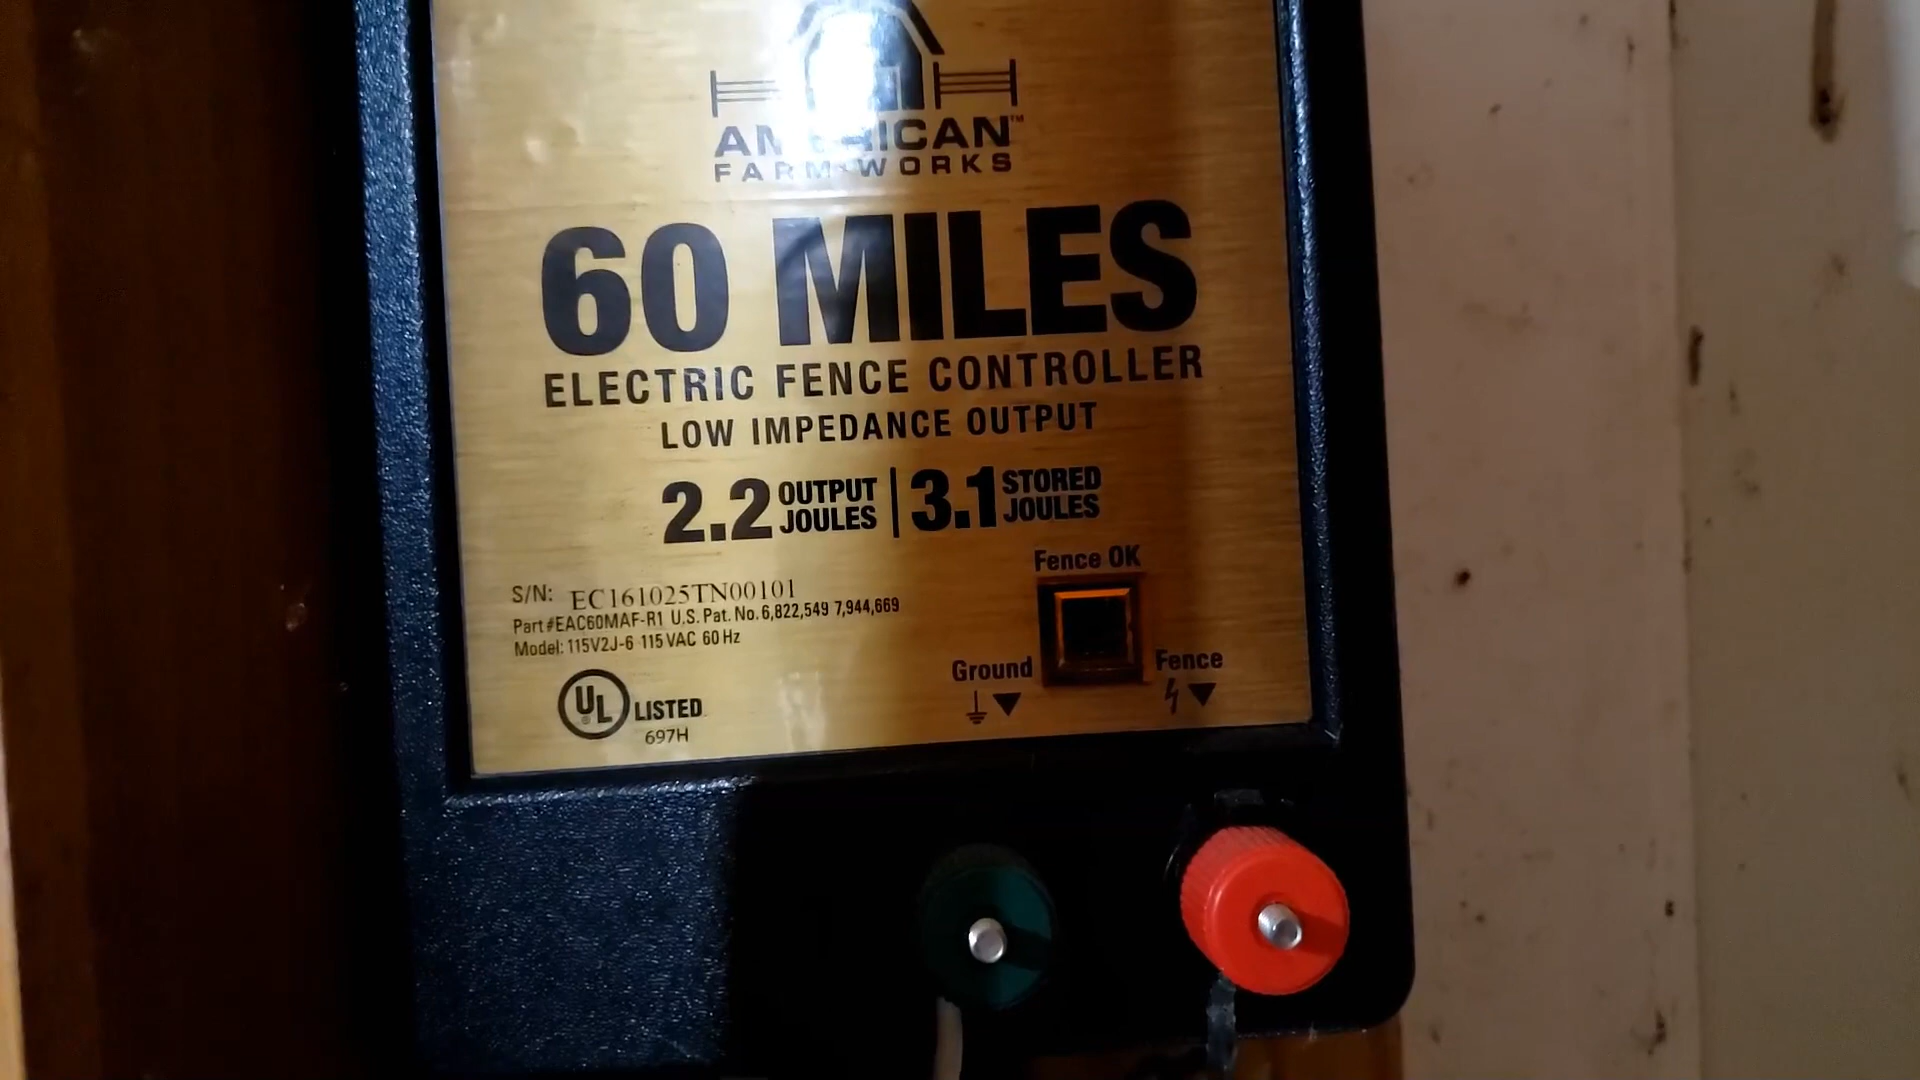 AMERICAN™
FARMWORKS
60 MILES
ELECTRIC FENCE CONTROLLER
LOW IMPEDANCE OUTPUT
2.2 OUTPUT JOULES | 3.1 STORED JOULES
Fence OK
S/N: EC161025TN00101
Part #EAC60MAF-R1 U.S. Pat. No. 6,822,549 7,944,669
Model: 115V2J-6 115 VAC 60 Hz
Ground
Fence
UL ® LISTED
697H